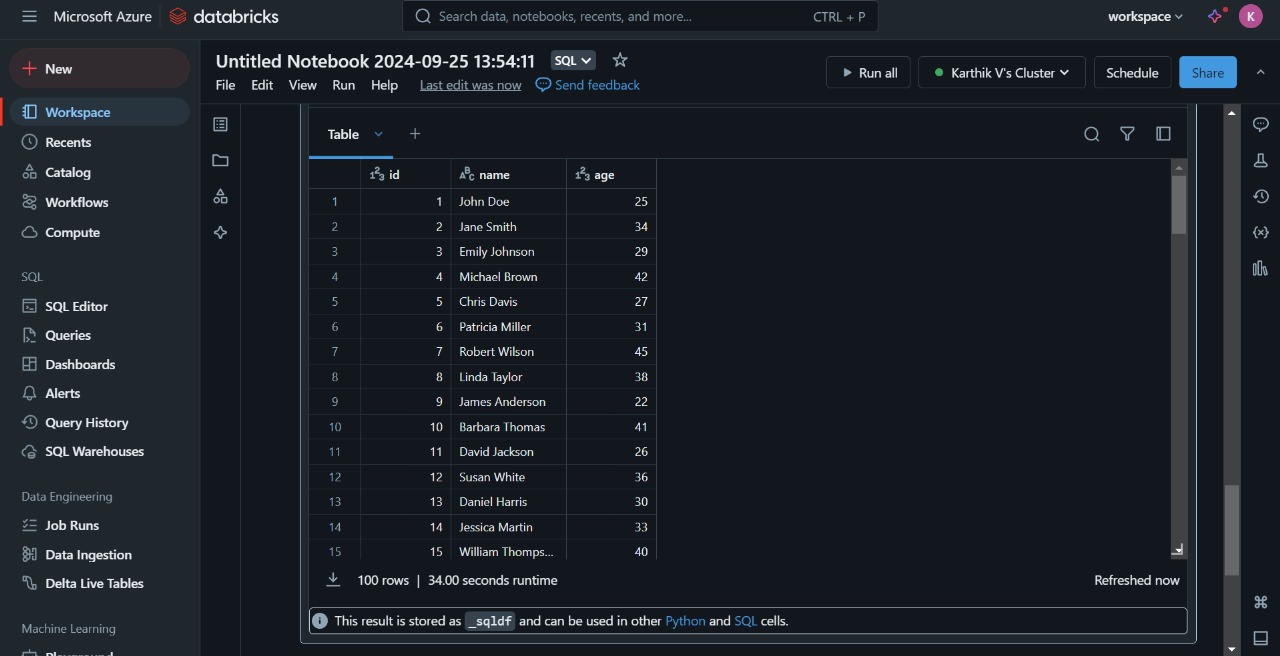 Microsoft Azure
databricks
Search data, notebooks, recents, and more...
CTRL + P
workspace
K
New
Workspace
Recents
Catalog
Workflows
Compute
SQL
SQL Editor
Queries
Dashboards
Alerts
Query History
SQL Warehouses
Data Engineering
Job Runs
Data Ingestion
Delta Live Tables
Machine Learning
Playground
Untitled Notebook 2024-09-25 13:54:11
SQL
File Edit View Run Help Last edit was now Send feedback
Run all
Karthik V's Cluster
Schedule
Share
Table
+
id name age
1 1 John Doe 25
2 2 Jane Smith 34
3 3 Emily Johnson 29
4 4 Michael Brown 42
5 5 Chris Davis 27
6 6 Patricia Miller 31
7 7 Robert Wilson 45
8 8 Linda Taylor 38
9 9 James Anderson 22
10 10 Barbara Thomas 41
11 11 David Jackson 26
12 12 Susan White 36
13 13 Daniel Harris 30
14 14 Jessica Martin 33
15 15 William Thomps... 40
100 rows | 34.00 seconds runtime
Refreshed now
This result is stored as _sqldf and can be used in other Python and SQL cells.